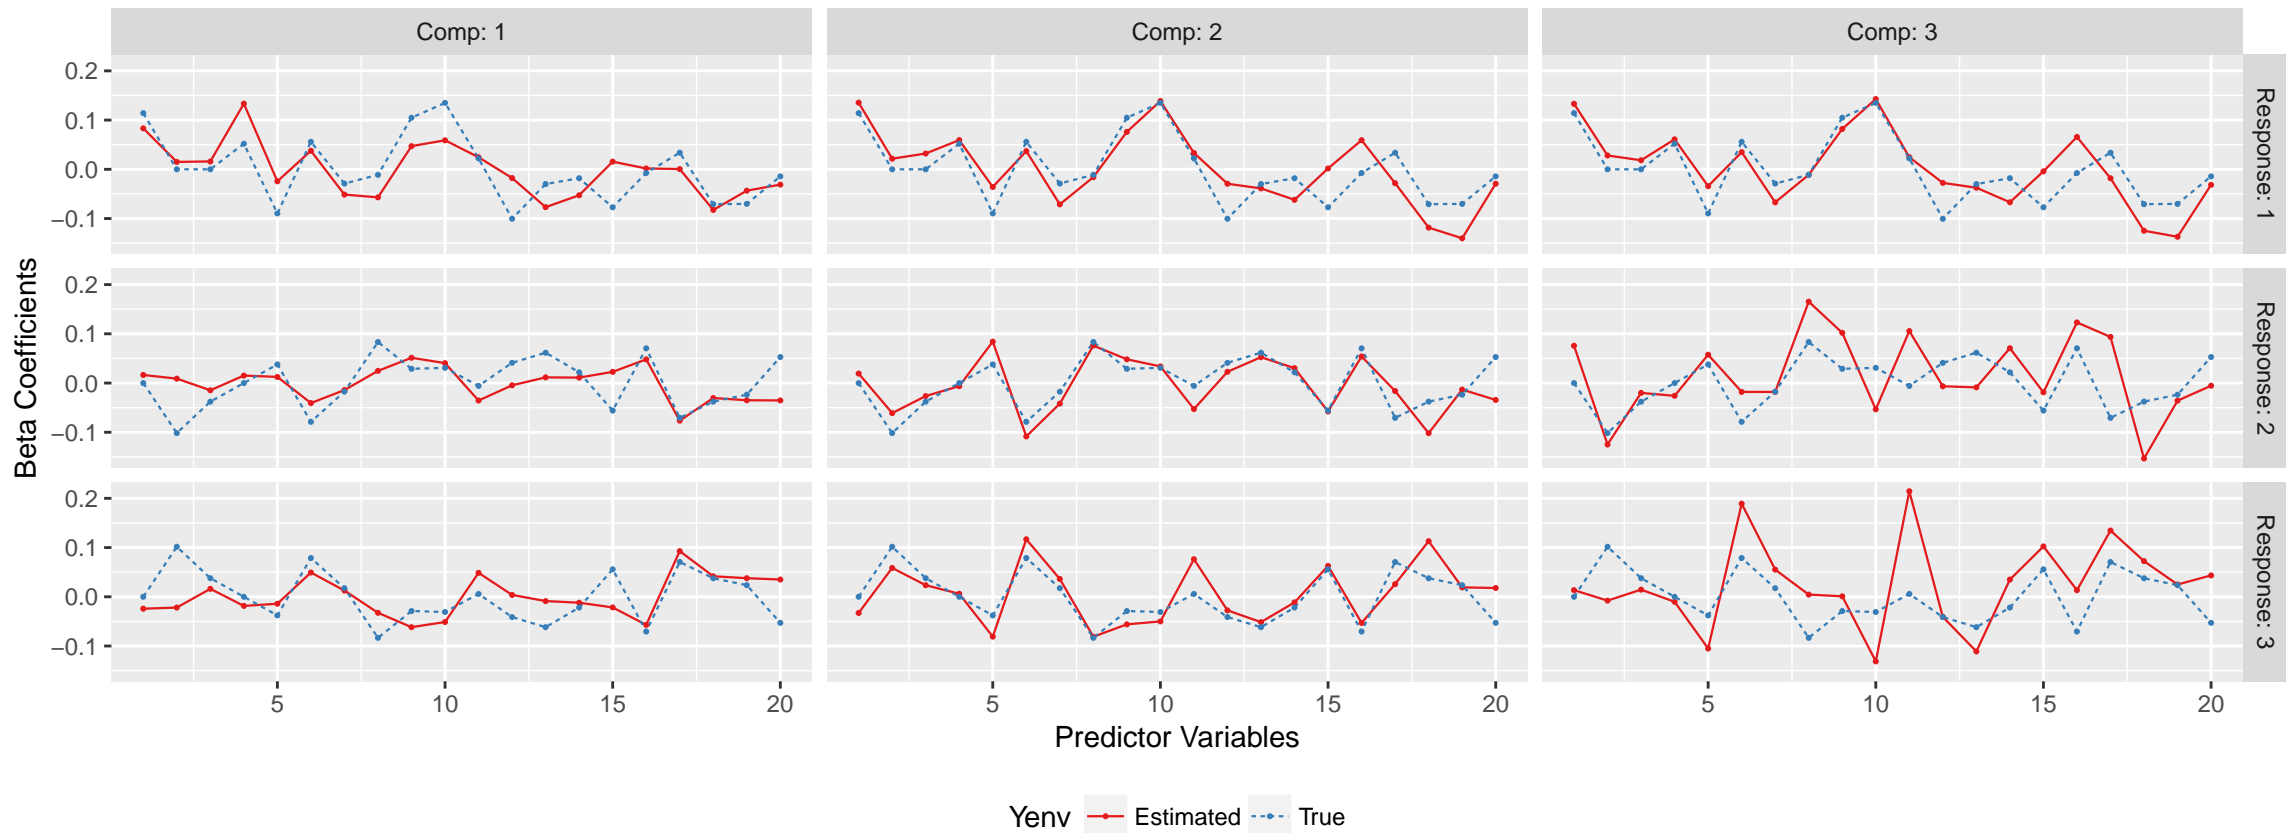 Comp: 1
Comp: 2
Comp: 3
0.2
0.1
0.0
−0.1
Response: 1
0.2
0.1
0.0
−0.1
Response: 2
0.2
0.1
0.0
−0.1
Response: 3
Beta Coefficients
5 10 15 20
5 10 15 20
5 10 15 20
Predictor Variables
Yenv Estimated True